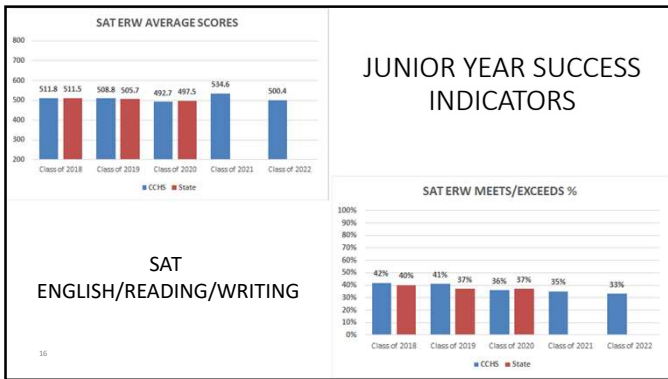 SAT ERW AVERAGE SCORES
800
700
600
500
400
300
200
511.8 511.5 508.8 505.7 492.7 497.5 534.6 500.4
Class of 2018 Class of 2019 Class of 2020 Class of 2021 Class of 2022
CCHS State
JUNIOR YEAR SUCCESS
INDICATORS
SAT
ENGLISH/READING/WRITING
16
SAT ERW MEETS/EXCEEDS %
100%
90%
80%
70%
60%
50%
40%
30%
20%
10%
0%
42% 40% 41% 37% 36% 37% 35% 33%
Class of 2018 Class of 2019 Class of 2020 Class of 2021 Class of 2022
CCHS State